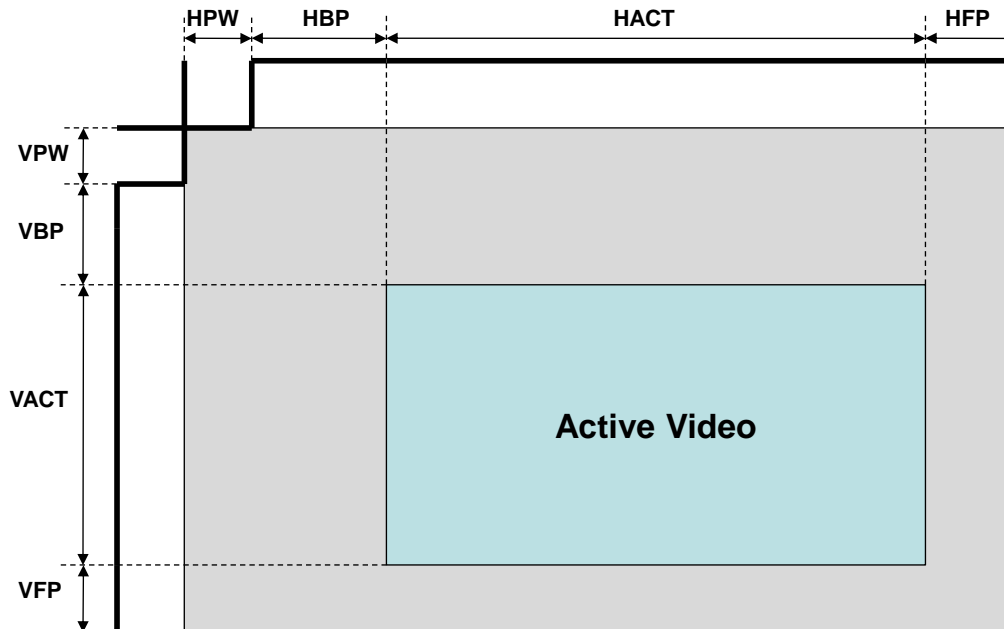 HPW HBP HACT HFP
VPW
VBP
VACT
Active Video
VFP